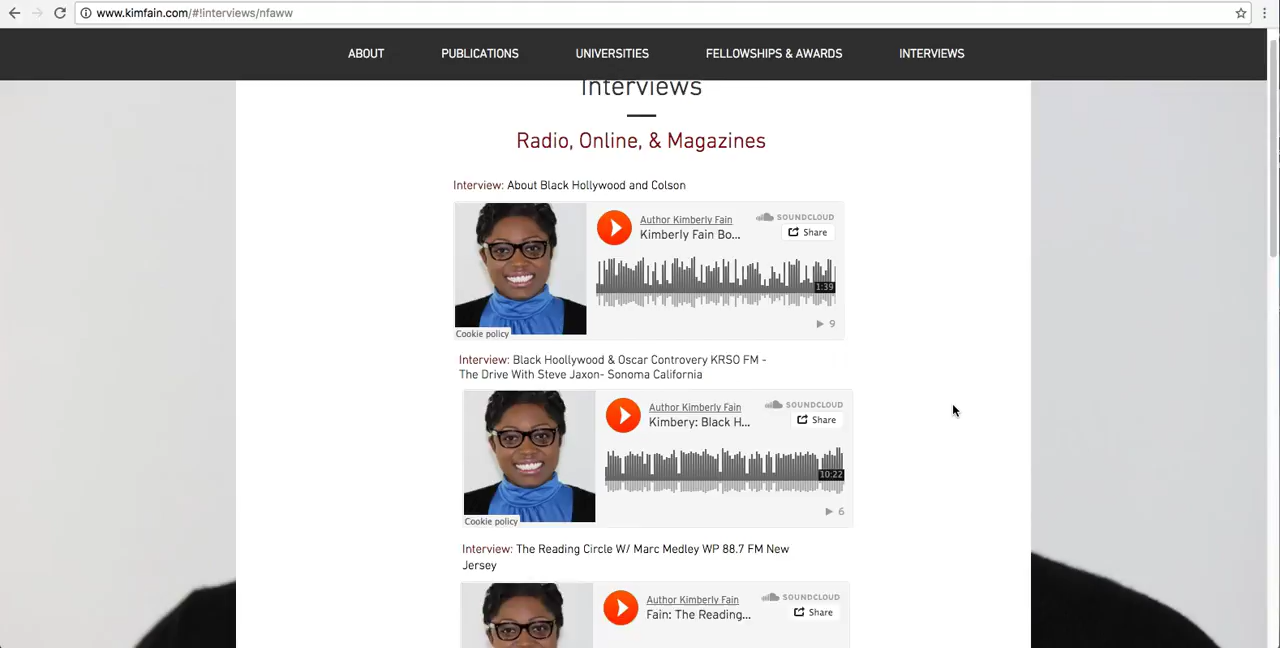 www.kimfain.com/#!interviews/nfaww
ABOUT PUBLICATIONS UNIVERSITIES FELLOWSHIPS & AWARDS INTERVIEWS
Interviews
Radio, Online, & Magazines
Interview: About Black Hollywood and Colson
Author Kimberly Fain
SOUNDCLOUD
Kimberly Fain Bo...
Share
1:39
9
Cookie policy
Interview: Black Hoollywood & Oscar Controvery KRSO FM -
The Drive With Steve Jaxon- Sonoma California
Author Kimberly Fain
SOUNDCLOUD
Kimbery: Black H...
Share
10:22
6
Cookie policy
Interview: The Reading Circle W/ Marc Medley WP 88.7 FM New
Jersey
Author Kimberly Fain
SOUNDCLOUD
Fain: The Reading...
Share